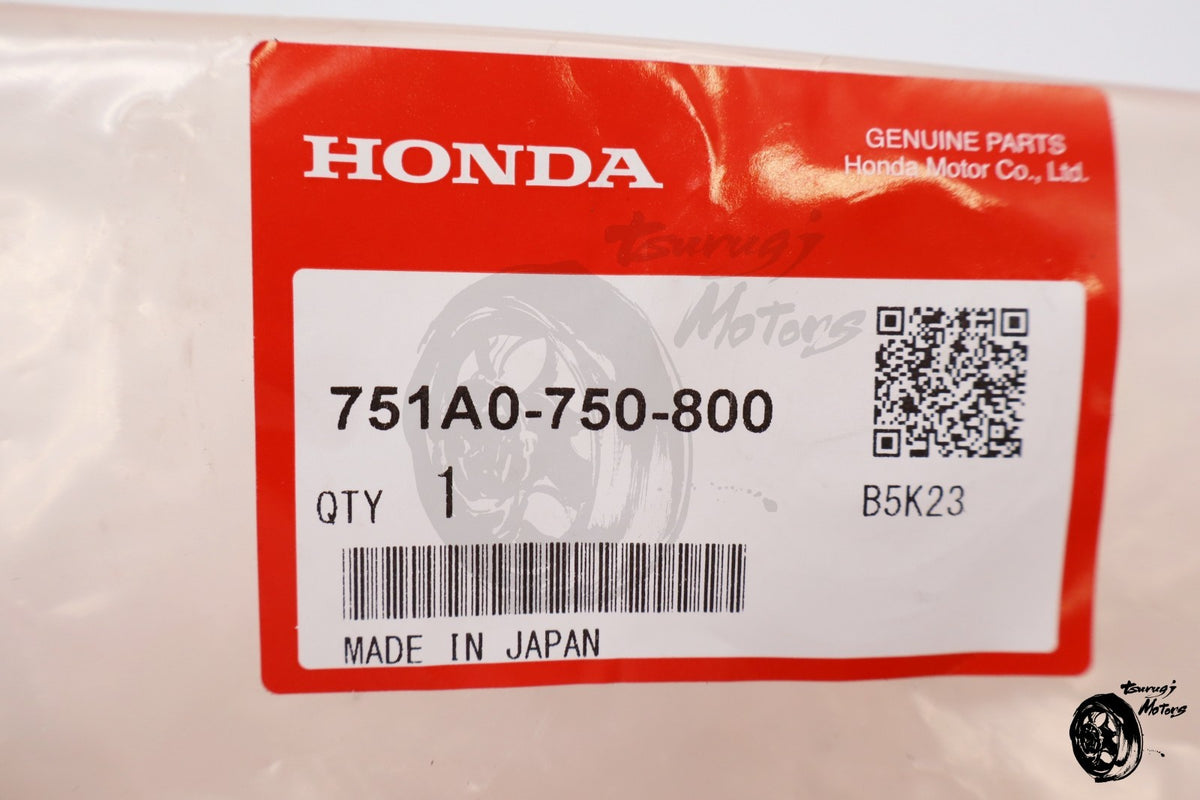 HONDA
GENUINE PARTS
Honda Motor Co., Ltd.
tsurugi
Motors
751A0-750-800
QTY 1
B5K23
MADE IN JAPAN
tsurugi
Motors